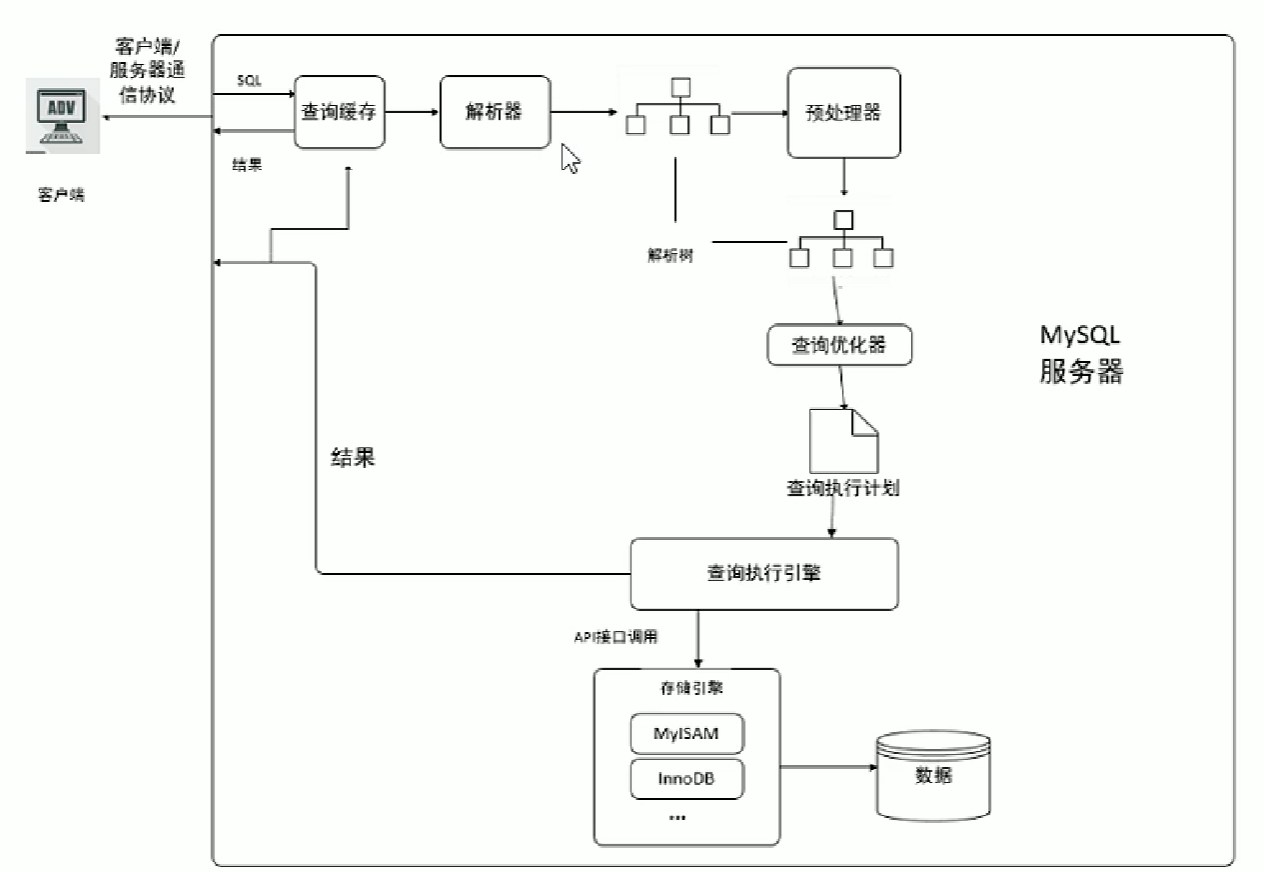 客户端/
服务器通
信协议
ADV
客户端
SQL
结果
查询缓存
解析器
预处理器
解析树
查询优化器
MySQL
服务器
查询执行计划
结果
查询执行引擎
API接口调用
存储引擎
MyISAM
InnoDB
...
数据